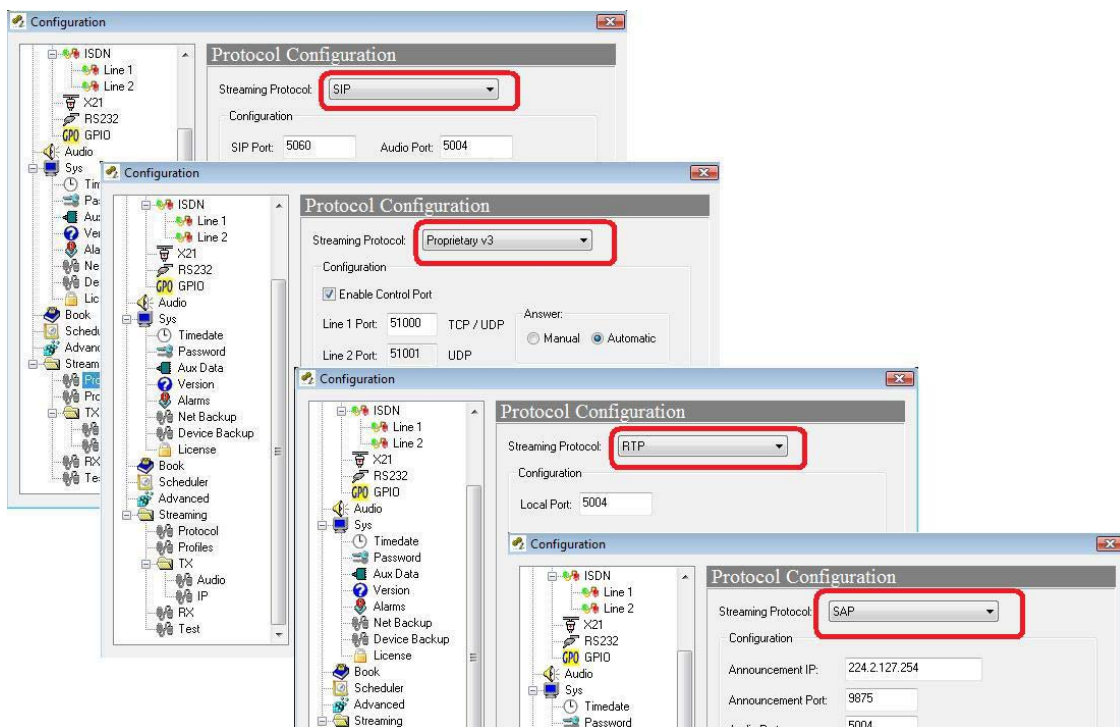 Configuration
ISDN
Line 1
Line 2
X21
RS232
GPO GPIO
Audio
Sys
Book
Protocol Configuration
Streaming Protocol: SIP
Configuration
SIP Port: 5060 Audio Port: 5004
Configuration
ISDN
Line 1
Line 2
X21
RS232
GPO GPIO
Audio
Sys
Timedate
Password
Aux Data
Version
Alarms
Net Backup
Device Backup
License
Book
Scheduler
Advanced
Streaming
Protocol
Profiles
TX
Audio
IP
RX
Test
Protocol Configuration
Streaming Protocol: Proprietary v3
Configuration
Enable Control Port
Line 1 Port: 51000 TCP / UDP
Answer:
Manual Automatic
Line 2 Port: 51001 UDP
Configuration
ISDN
Line 1
Line 2
X21
RS232
GPO GPIO
Audio
Sys
Timedate
Password
Aux Data
Version
Alarms
Net Backup
Device Backup
License
Book
Scheduler
Advanced
Streaming
Protocol Configuration
Streaming Protocol: RTP
Configuration
Local Port: 5004
Configuration
ISDN
Line 1
Line 2
X21
RS232
GPO GPIO
Audio
Sys
Timedate
Password
Protocol Configuration
Streaming Protocol: SAP
Configuration
Announcement IP: 224.2.127.254
Announcement Port: 9875
5004